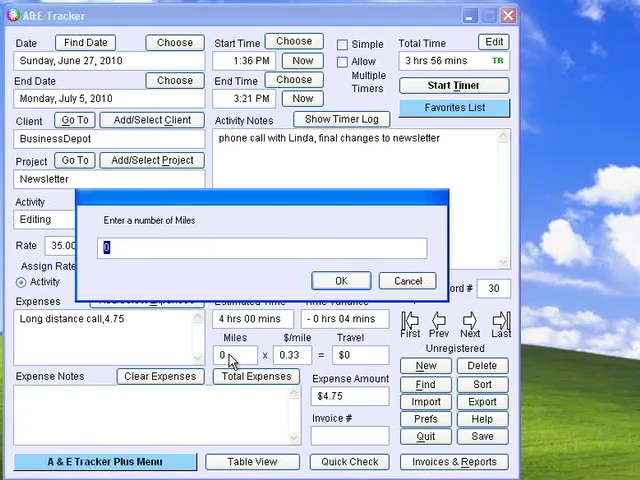 A&E Tracker
Date Find Date Choose
Sunday, June 27, 2010
End Date Choose
Monday, July 5, 2010
Client Go To Add/Select Client
BusinessDepot
Project Go To Add/Select Project
Newsletter
Activity
Editing
Rate 35.00
Assign Rate
Activity
Expenses
Long distance call,4.75
Start Time Choose
1:36 PM Now
End Time Choose
3:21 PM Now
Simple
Allow
Multiple
Timers
Total Time Edit
3 hrs 56 mins TR
Start Timer
Favorites List
Activity Notes Show Timer Log
phone call with Linda, final changes to newsletter
Enter a number of Miles
0
OK Cancel
Estimated Time Time Variance
4 hrs 00 mins - 0 hrs 04 mins
Miles $/mile Travel
0 x 0.33 = $0
30
First Prev Next Last
Unregistered
New Delete
Find Sort
Import Export
Prefs Help
Quit Save
Expense Notes Clear Expenses Total Expenses
Expense Amount
$4.75
Invoice #
A & E Tracker Plus Menu Table View Quick Check Invoices & Reports